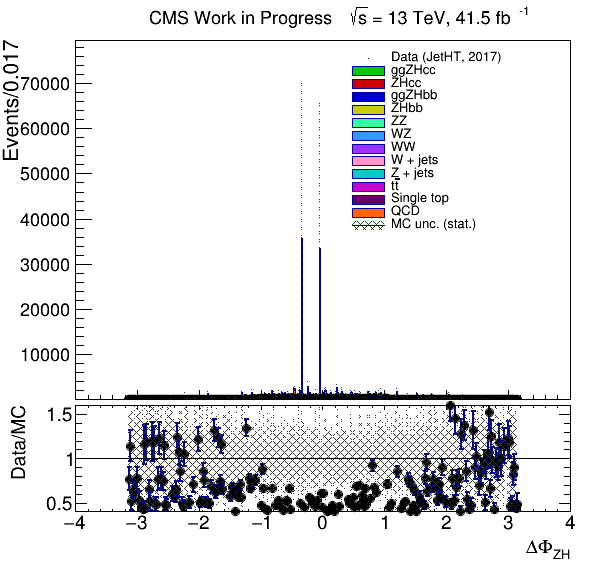 CMS Work in Progress √s = 13 TeV, 41.5 fb⁻¹
Events/0.017
70000
60000
50000
40000
30000
20000
10000
Data (JetHT, 2017)
ggZHcc
ZHcc
ggZHbb
ZHbb
ZZ
WZ
WW
W + jets
Z + jets
tt̄
Single top
QCD
MC unc. (stat.)
Data/MC
1.5
1
0.5
−4 −3 −2 −1 0 1 2 3 4
ΔΦZH